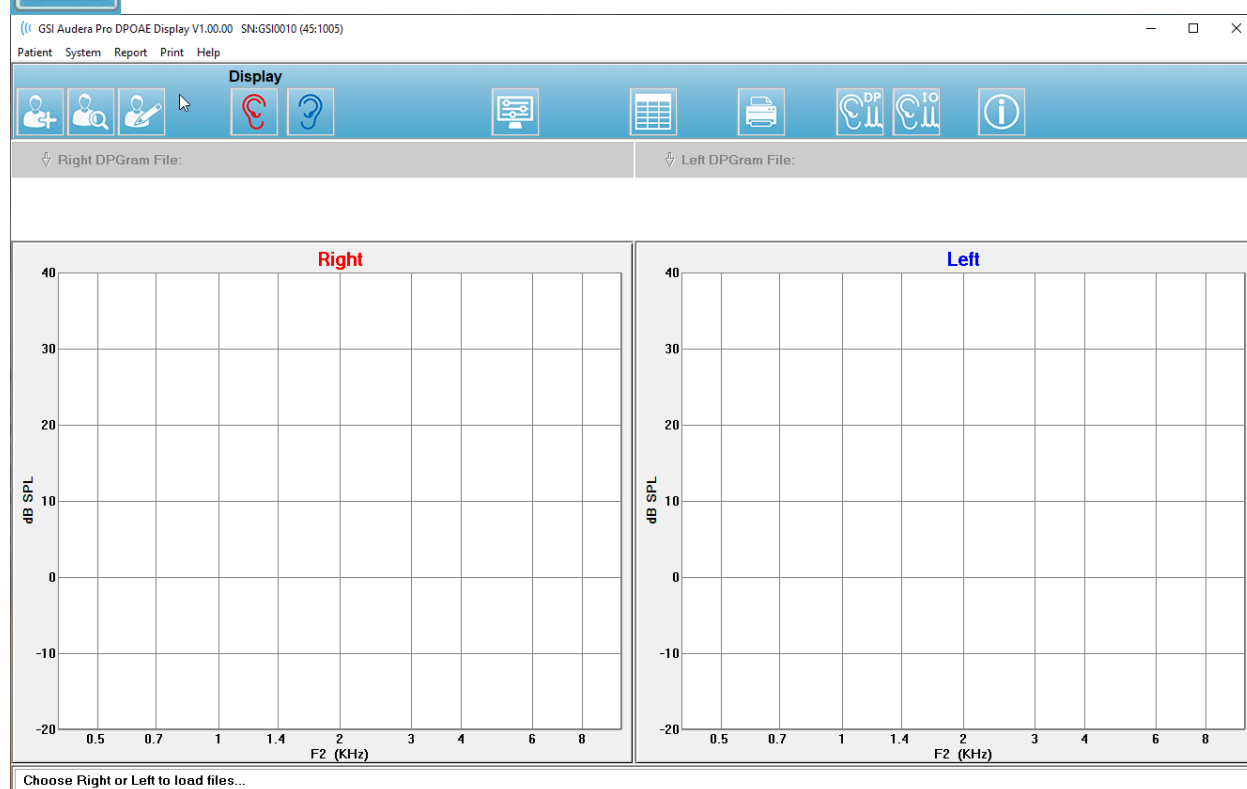 GSI Audera Pro DPOAE Display V1.00.00 SN:GSI0010 (45:1005)
Patient System Report Print Help
Display
DP IO
Right DPGram File: Left DPGram File:
Right
40
30
20
10
0
-10
-20
dB SPL
0.5 0.7 1 1.4 2 3 4 6 8
F2 (KHz)
Left
40
30
20
10
0
-10
-20
dB SPL
0.5 0.7 1 1.4 2 3 4 6 8
F2 (KHz)
Choose Right or Left to load files...